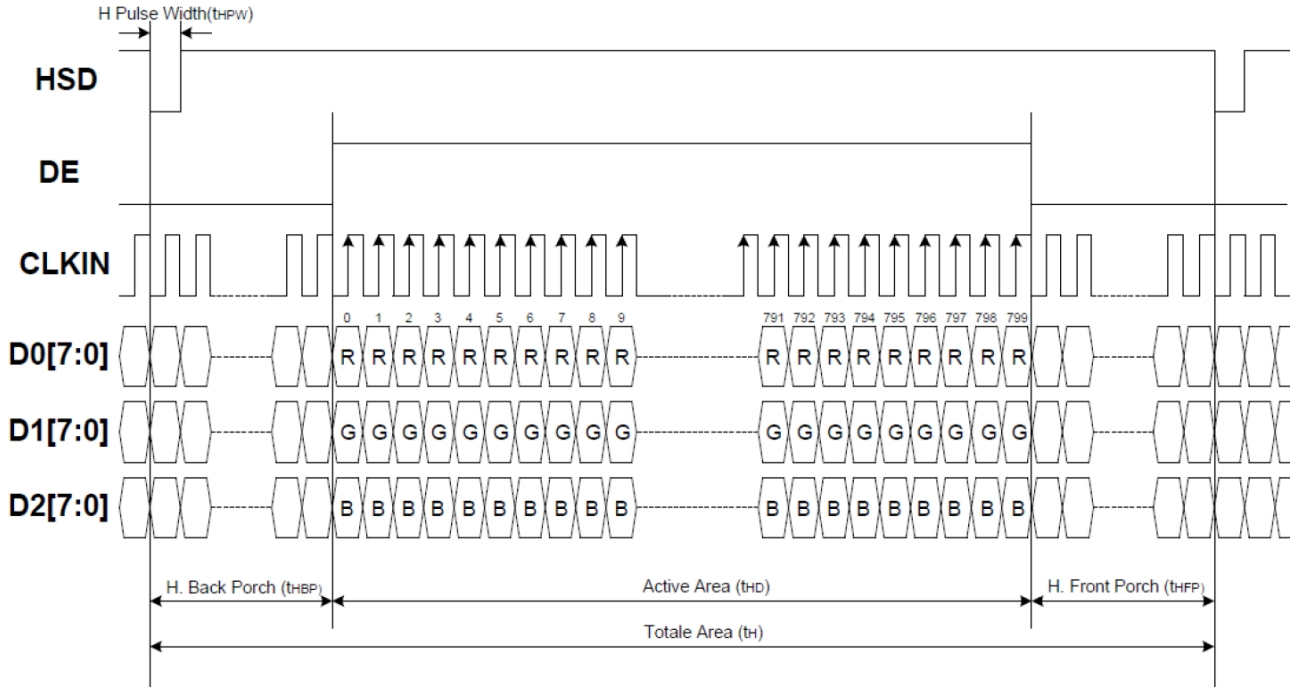 H Pulse Width(tHPW)
HSD
DE
CLKIN
0 1 2 3 4 5 6 7 8 9 791 792 793 794 795 796 797 798 799
D0[7:0] R R R R R R R R R R R R R R R R R R R
D1[7:0] G G G G G G G G G G G G G G G G G G G
D2[7:0] B B B B B B B B B B B B B B B B B B B
H. Back Porch (tHBP) Active Area (tHD) H. Front Porch (tHFP)
Totale Area (tH)